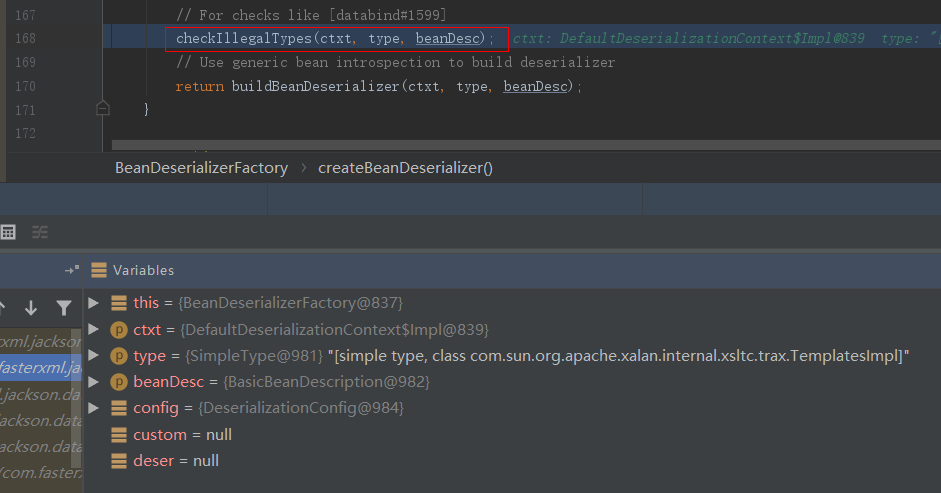 167 // For checks like [databind#1599]
168 checkIllegalTypes(ctxt, type, beanDesc); ctxt: DefaultDeserializationContext$Impl@839 type: "
169 // Use generic bean introspection to build deserializer
170 return buildBeanDeserializer(ctxt, type, beanDesc);
171 }
172
BeanDeserializerFactory › createBeanDeserializer()
Variables
this = {BeanDeserializerFactory@837}
ctxt = {DefaultDeserializationContext$Impl@839}
type = {SimpleType@981} "[simple type, class com.sun.org.apache.xalan.internal.xsltc.trax.TemplatesImpl]"
beanDesc = {BasicBeanDescription@982}
config = {DeserializationConfig@984}
custom = null
deser = null
xml.jackson
fasterxml.ja
.jackson.da
ackson.data
ackson.data
(com.faster